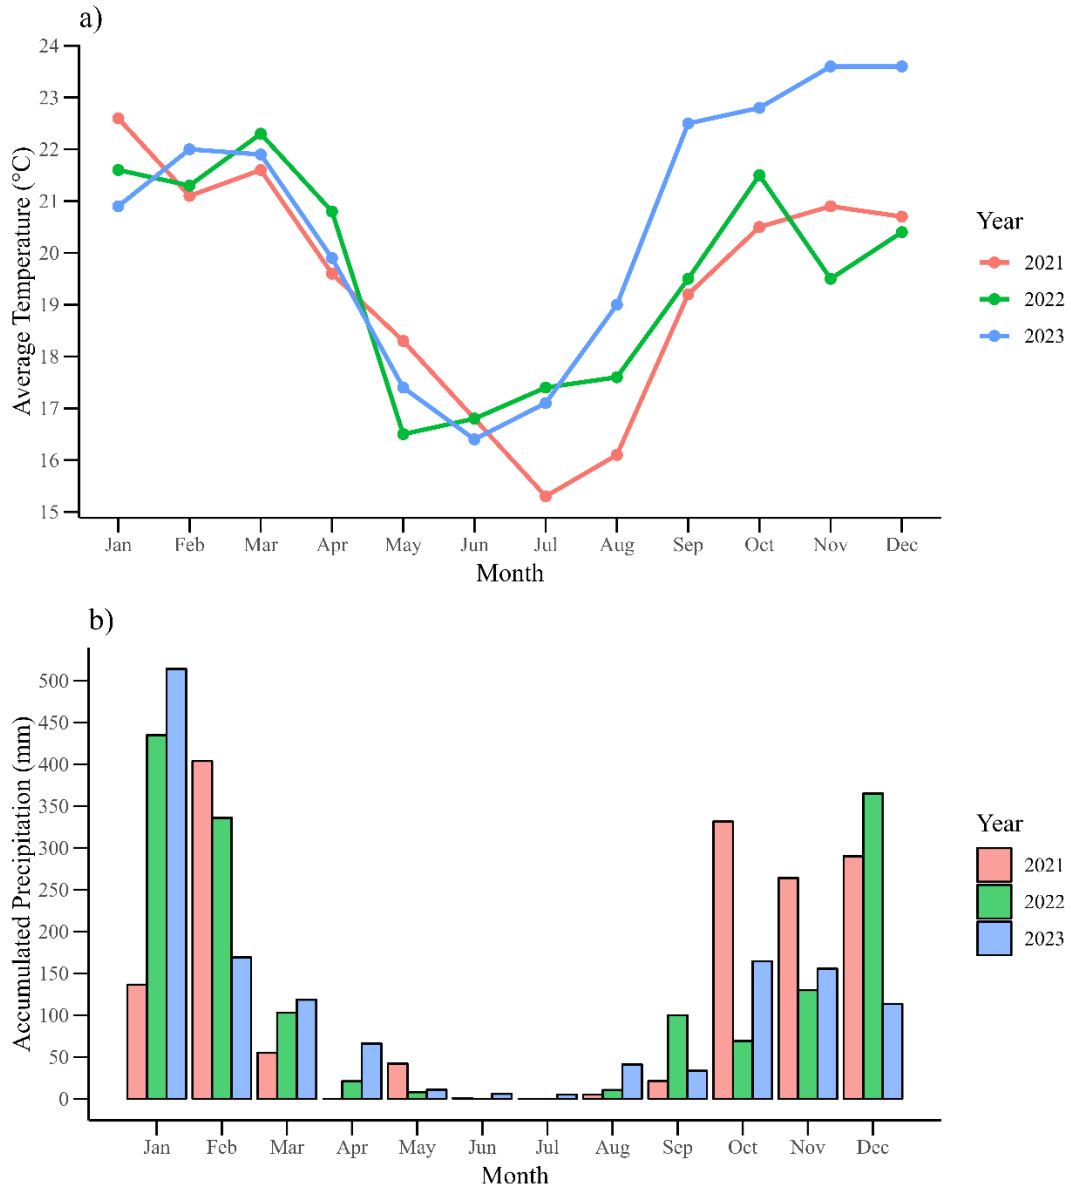 a)
Average Temperature (°C)
24
23
22
21
20
19
18
17
16
15
Jan Feb Mar Apr May Jun Jul Aug Sep Oct Nov Dec
Month
Year
2021
2022
2023
b)
Accumulated Precipitation (mm)
500
450
400
350
300
250
200
150
100
50
0
Jan Feb Mar Apr May Jun Jul Aug Sep Oct Nov Dec
Month
Year
2021
2022
2023